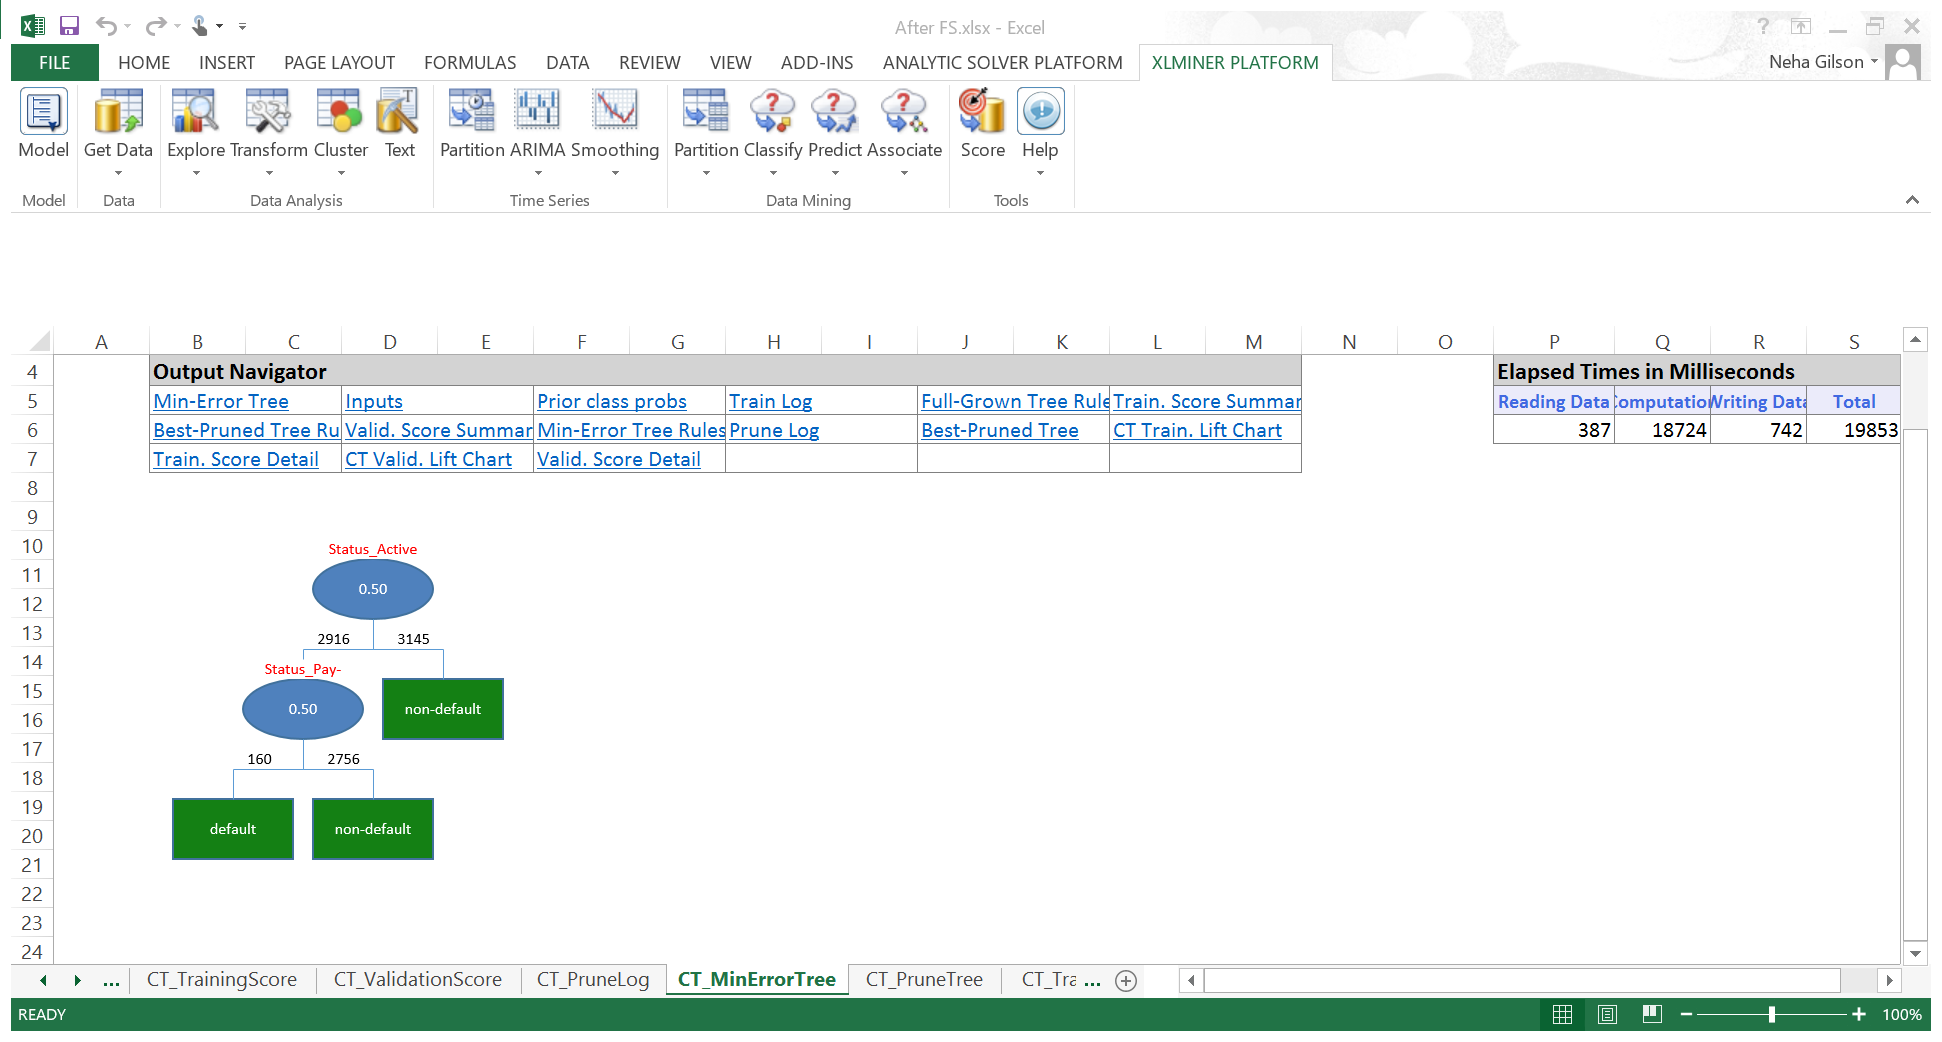 After FS.xlsx - Excel
?
FILE HOME INSERT PAGE LAYOUT FORMULAS DATA REVIEW VIEW ADD-INS ANALYTIC SOLVER PLATFORM XLMINER PLATFORM Neha Gilson
Model Get Data Explore Transform Cluster Text Partition ARIMA Smoothing Partition Classify Predict Associate Score Help
Model Data Data Analysis Time Series Data Mining Tools
A B C D E F G H I J K L M N O P Q R S
4 Output Navigator Elapsed Times in Milliseconds
5 Min-Error Tree Inputs Prior class probs Train Log Full-Grown Tree Rule Train. Score Summar Reading Data Computation Writing Data Total
6 Best-Pruned Tree Ru Valid. Score Summar Min-Error Tree Rules Prune Log Best-Pruned Tree CT Train. Lift Chart 387 18724 742 19853
7 Train. Score Detail CT Valid. Lift Chart Valid. Score Detail
8
9
10 Status_Active
11 0.50
12
13 2916 3145
14 Status_Pay-
15 0.50 non-default
16
17 160 2756
18
19
20 default non-default
21
22
23
24
... CT_TrainingScore CT_ValidationScore CT_PruneLog CT_MinErrorTree CT_PruneTree CT_Tra ...
READY 100%